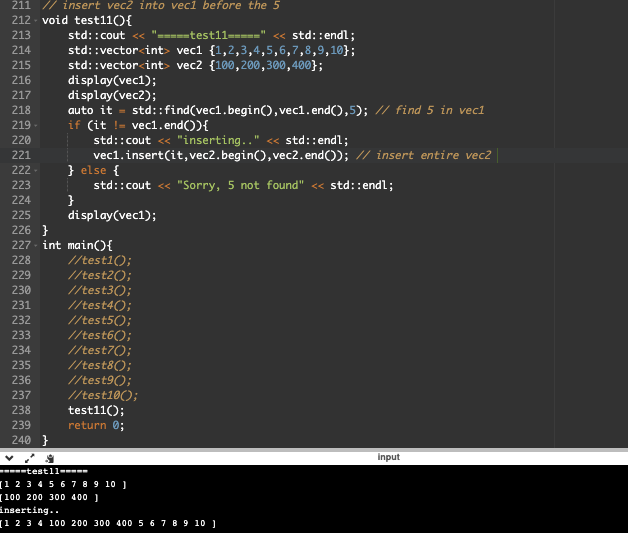 211 // insert vec2 into vec1 before the 5
212 void test11(){
213     std::cout << "=====test11=====" << std::endl;
214     std::vector<int> vec1 {1,2,3,4,5,6,7,8,9,10};
215     std::vector<int> vec2 {100,200,300,400};
216     display(vec1);
217     display(vec2);
218     auto it = std::find(vec1.begin(),vec1.end(),5); // find 5 in vec1
219     if (it != vec1.end()){
220         std::cout << "inserting.." << std::endl;
221         vec1.insert(it,vec2.begin(),vec2.end()); // insert entire vec2
222     } else {
223         std::cout << "Sorry, 5 not found" << std::endl;
224     }
225     display(vec1);
226 }
227 int main(){
228     //test1();
229     //test2();
230     //test3();
231     //test4();
232     //test5();
233     //test6();
234     //test7();
235     //test8();
236     //test9();
237     //test10();
238     test11();
239     return 0;
240 }
input
=====test11=====
[1 2 3 4 5 6 7 8 9 10 ]
[100 200 300 400 ]
inserting..
[1 2 3 4 100 200 300 400 5 6 7 8 9 10 ]